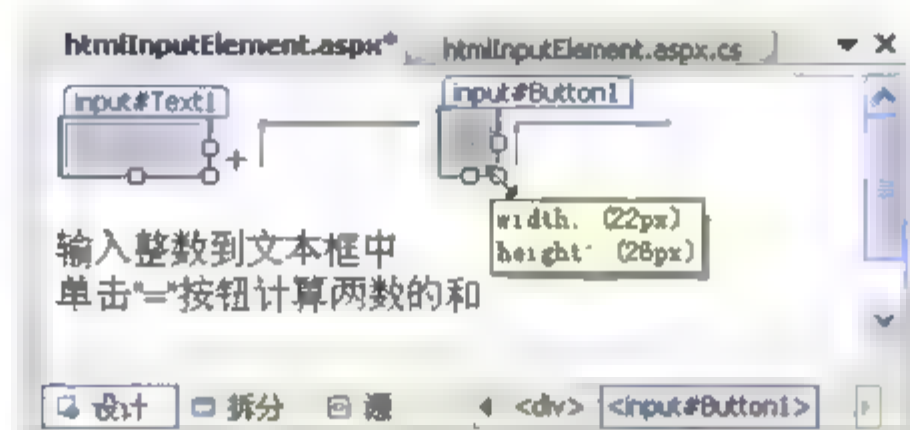 htmlInputElement.aspx* htmlInputElement.aspx.cs
input#Text1 input#Button1
+
width: (22px)
height: (26px)
输入整数到文本框中
单击"="按钮计算两数的和
设计 拆分 源 <div> <input#Button1>